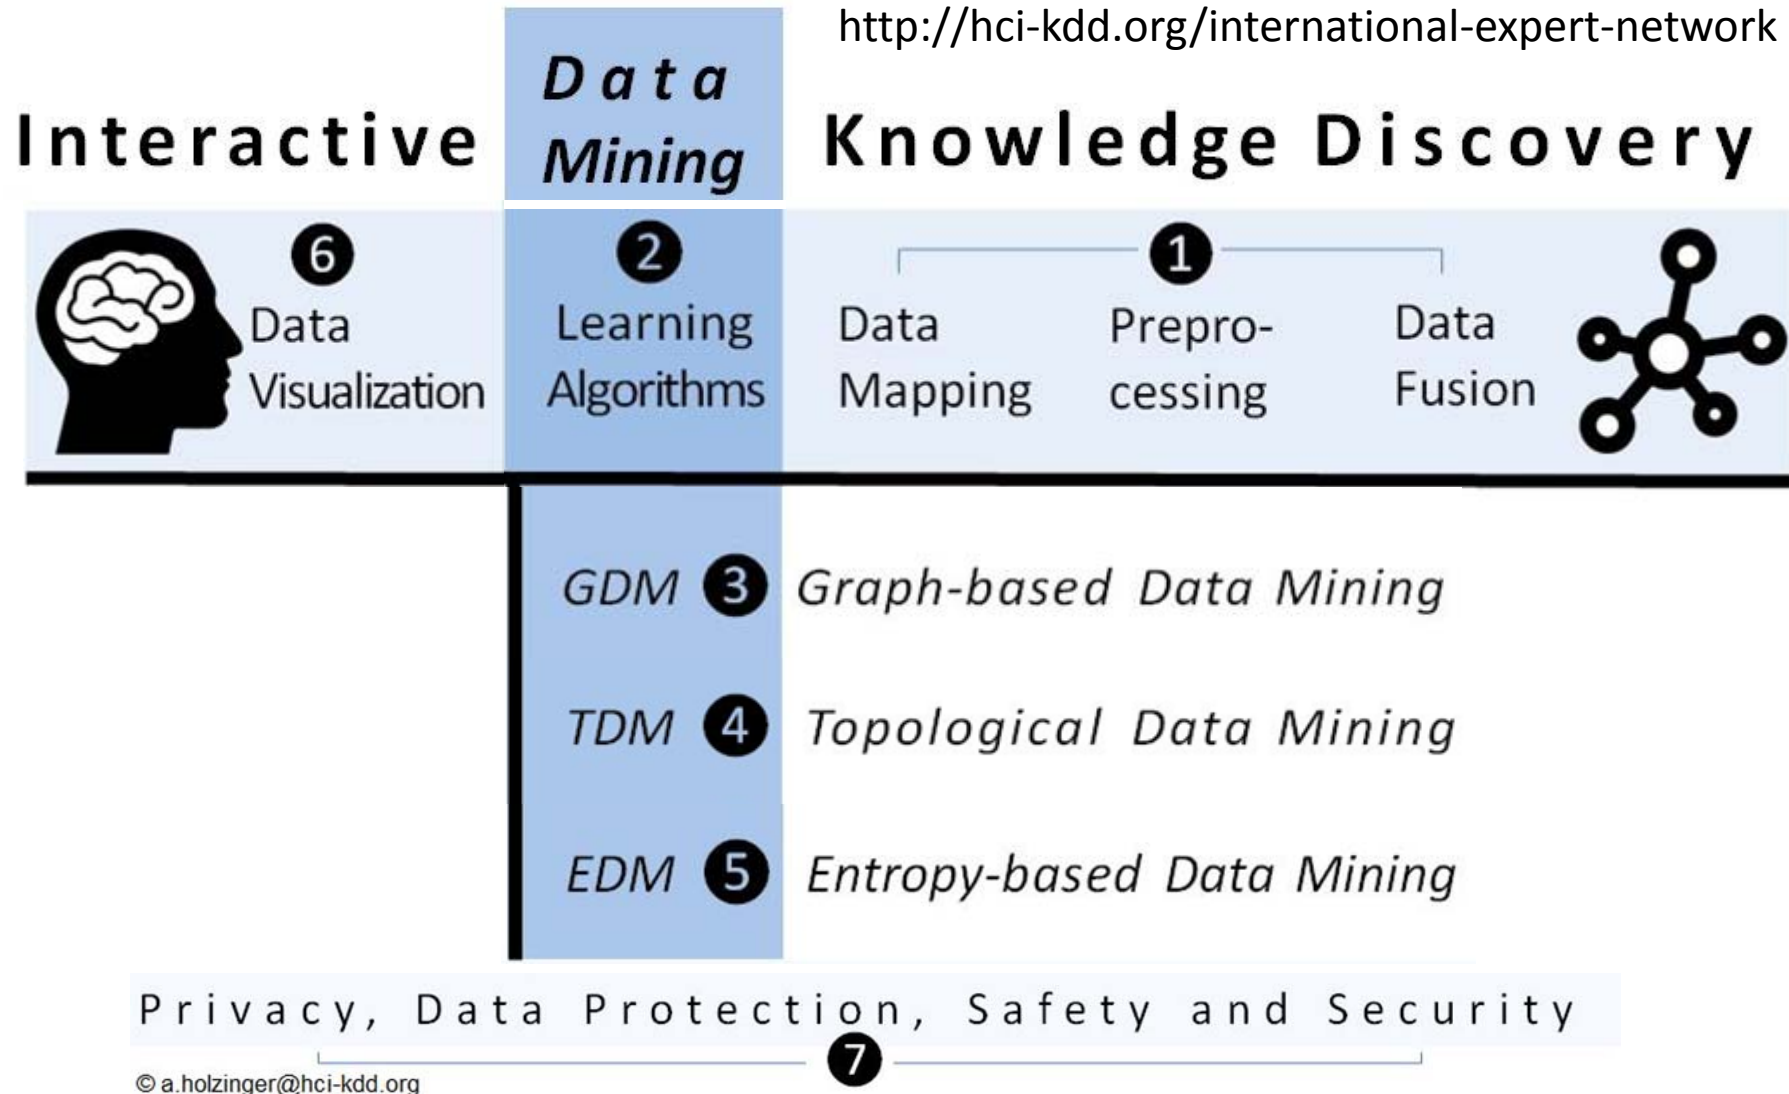 http://hci-kdd.org/international-expert-network
Interactive
Data
Mining
Knowledge Discovery
6
Data
Visualization
2
Learning
Algorithms
1
Data
Mapping
Prepro-
cessing
Data
Fusion
GDM 3 Graph-based Data Mining
TDM 4 Topological Data Mining
EDM 5 Entropy-based Data Mining
Privacy, Data Protection, Safety and Security
7
© a.holzinger@hci-kdd.org